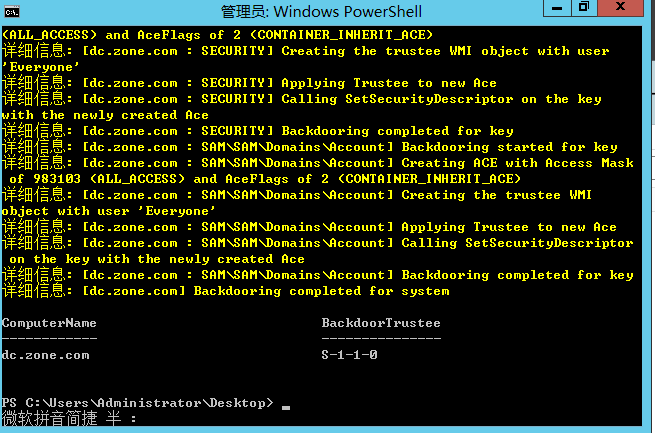 管理员: Windows PowerShell
(ALL_ACCESS) and AceFlags of 2 (CONTAINER_INHERIT_ACE)
详细信息: [dc.zone.com : SECURITY] Creating the trustee WMI object with user
'Everyone'
详细信息: [dc.zone.com : SECURITY] Applying Trustee to new Ace
详细信息: [dc.zone.com : SECURITY] Calling SetSecurityDescriptor on the key
with the newly created Ace
详细信息: [dc.zone.com : SECURITY] Backdooring completed for key
详细信息: [dc.zone.com : SAM\SAM\Domains\Account] Backdooring started for key
详细信息: [dc.zone.com : SAM\SAM\Domains\Account] Creating ACE with Access Mask
of 983103 (ALL_ACCESS) and AceFlags of 2 (CONTAINER_INHERIT_ACE)
详细信息: [dc.zone.com : SAM\SAM\Domains\Account] Creating the trustee WMI
object with user 'Everyone'
详细信息: [dc.zone.com : SAM\SAM\Domains\Account] Applying Trustee to new Ace
详细信息: [dc.zone.com : SAM\SAM\Domains\Account] Calling SetSecurityDescriptor
on the key with the newly created Ace
详细信息: [dc.zone.com : SAM\SAM\Domains\Account] Backdooring completed for key
详细信息: [dc.zone.com] Backdooring completed for system
ComputerName BackdoorTrustee
------------ ---------------
dc.zone.com S-1-1-0
PS C:\Users\Administrator\Desktop> _
微软拼音简捷 半 :